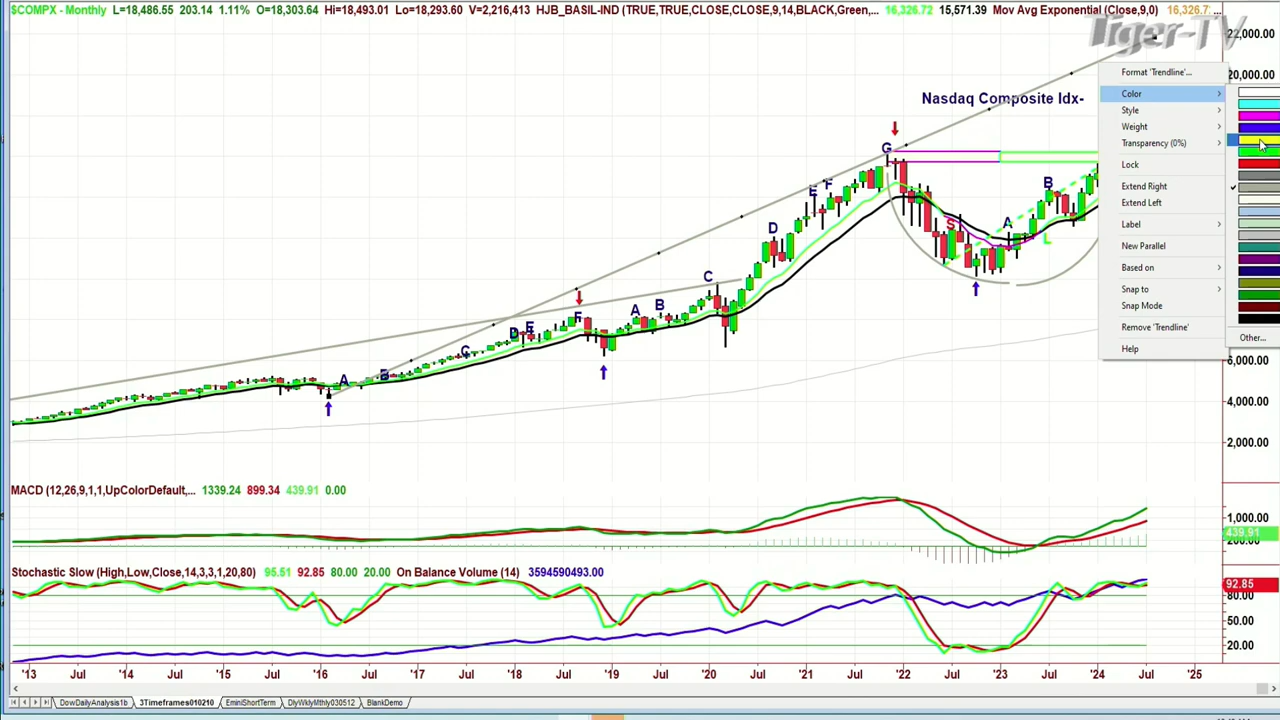 $COMPX - Monthly L=18,486.55 203.14 1.11% O=18,303.64 Hi=18,493.01 Lo=18,293.60 V=2,216,413 HJB_BASIL-IND (TRUE,TRUE,CLOSE,CLOSE,9,14,BLACK,Green,... 16,326.72 15,571.39 Mov Avg Exponential (Close,9,0) 16,326.7: ...
Tiger-TV
22,000.00
20,000.00
Nasdaq Composite Idx-
Format 'Trendline'...
Color
Style
Weight
Transparency (0%)
Lock
Extend Right
Extend Left
Label
New Parallel
Based on
Snap to
Snap Mode
Remove 'Trendline'
Help
Other...
G
E F
B
D
S
A
L
C
A B
F
D E
C
A
B
6,000.00
4,000.00
2,000.00
MACD (12,26,9,1,1,UpColorDefault,... 1339.24 899.34 439.91 0.00
1,000.00
439.91
Stochastic Slow (High,Low,Close,14,3,3,1,20,80) 95.51 92.85 80.00 20.00 On Balance Volume (14) 3594590493.00
92.85
80.00
50.00
20.00
'13 Jul '14 Jul '15 Jul '16 Jul '17 Jul '18 Jul '19 Jul '20 Jul '21 Jul '22 Jul '23 Jul '24 Jul '25
DowDailyAnalysis1b 3Timeframes010210 EminiShortTerm DlyWklyMthly030512 BlankDemo